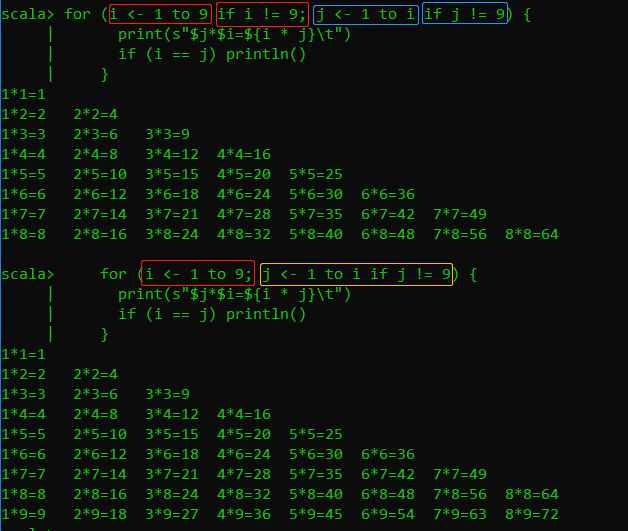 scala> for (i <- 1 to 9 if i != 9; j <- 1 to i if j != 9) {
     |       print(s"$j*$i=${i * j}\t")
     |       if (i == j) println()
     |     }
1*1=1
1*2=2   2*2=4
1*3=3   2*3=6   3*3=9
1*4=4   2*4=8   3*4=12  4*4=16
1*5=5   2*5=10  3*5=15  4*5=20  5*5=25
1*6=6   2*6=12  3*6=18  4*6=24  5*6=30  6*6=36
1*7=7   2*7=14  3*7=21  4*7=28  5*7=35  6*7=42  7*7=49
1*8=8   2*8=16  3*8=24  4*8=32  5*8=40  6*8=48  7*8=56  8*8=64
scala>     for (i <- 1 to 9; j <- 1 to i if j != 9) {
     |       print(s"$j*$i=${i * j}\t")
     |       if (i == j) println()
     |     }
1*1=1
1*2=2   2*2=4
1*3=3   2*3=6   3*3=9
1*4=4   2*4=8   3*4=12  4*4=16
1*5=5   2*5=10  3*5=15  4*5=20  5*5=25
1*6=6   2*6=12  3*6=18  4*6=24  5*6=30  6*6=36
1*7=7   2*7=14  3*7=21  4*7=28  5*7=35  6*7=42  7*7=49
1*8=8   2*8=16  3*8=24  4*8=32  5*8=40  6*8=48  7*8=56  8*8=64
1*9=9   2*9=18  3*9=27  4*9=36  5*9=45  6*9=54  7*9=63  8*9=72
scala>